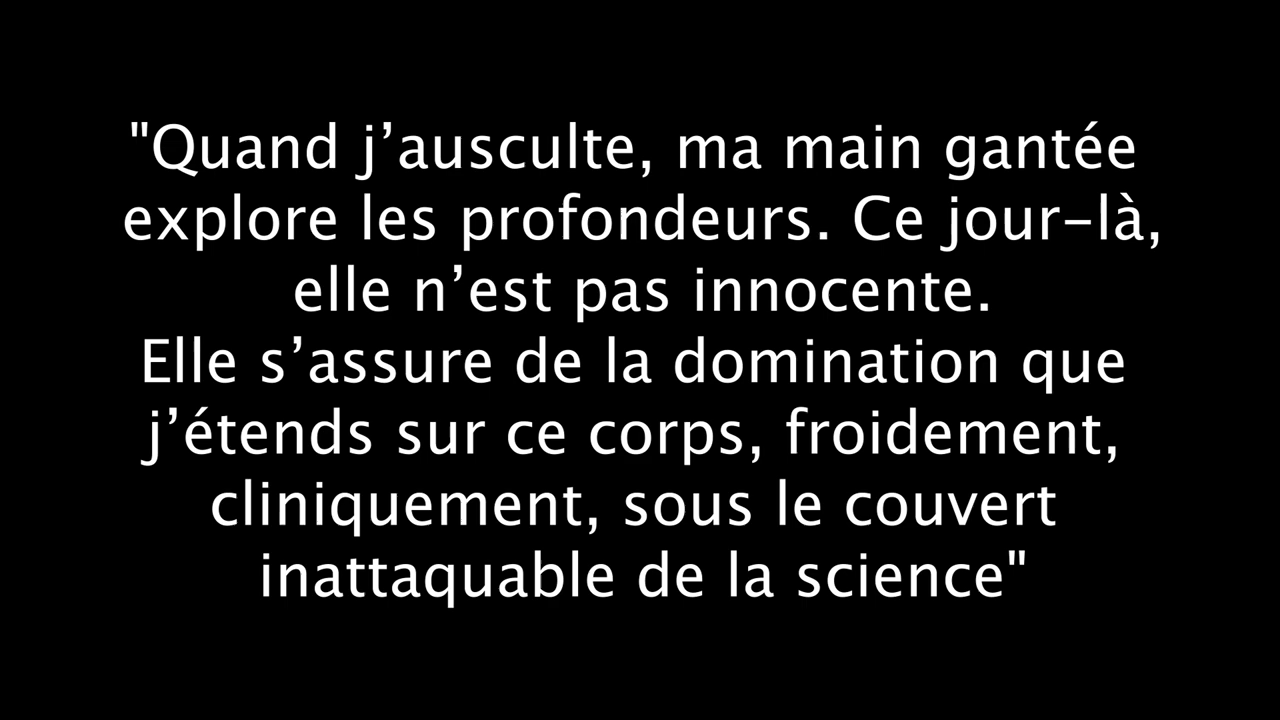 "Quand j’ausculte, ma main gantée
explore les profondeurs. Ce jour-là,
elle n’est pas innocente.
Elle s’assure de la domination que
j’étends sur ce corps, froidement,
cliniquement, sous le couvert
inattaquable de la science"